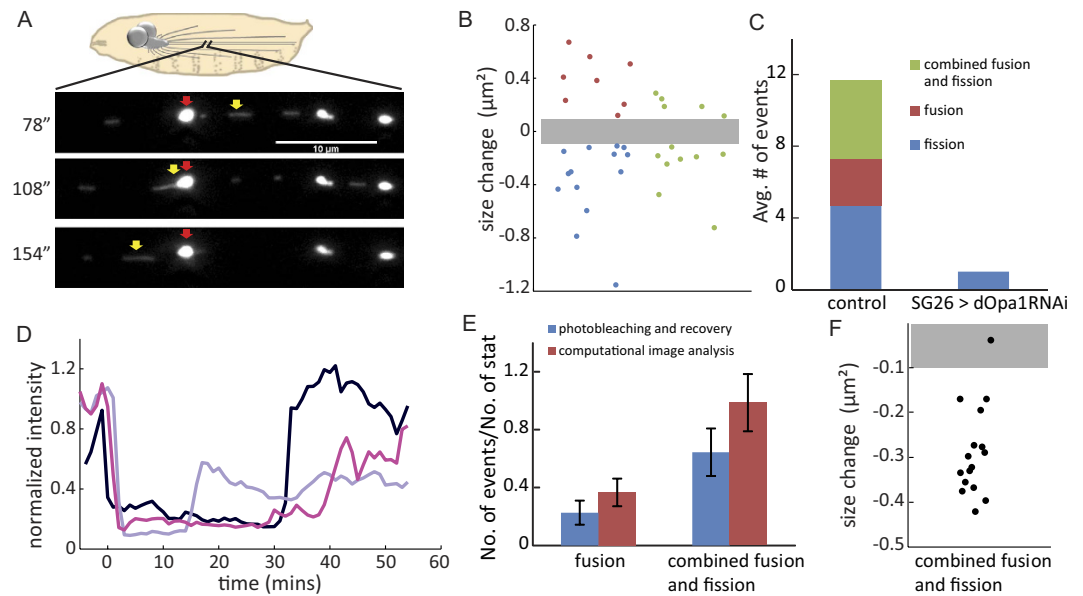 A
78”
10 µm
108”
154”
B
size change (µm²)
0.8
0.4
0
-0.4
-0.8
-1.2
C
Avg. # of events
12
8
4
0
combined fusion
and fission
fusion
fission
control
SG26 > dOpa1RNAi
D
normalized intensity
1.2
0.8
0.4
0
0
10
20
30
40
50
60
time (mins)
E
No. of events/No. of stat
photobleaching and recovery
computational image analysis
1.2
0.8
0.4
0
fusion
combined fusion
and fission
F
size change (µm²)
-0.1
-0.2
-0.3
-0.4
-0.5
combined fusion
and fission